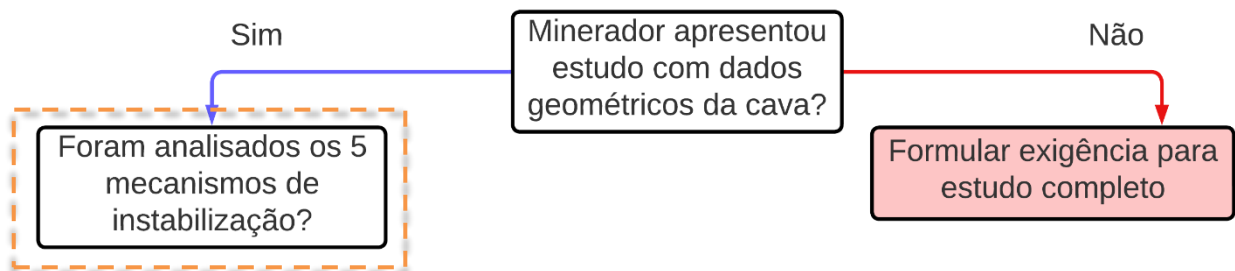 Sim
Minerador apresentou
estudo com dados
geométricos da cava?
Não
Foram analisados os 5
mecanismos de
instabilização?
Formular exigência para
estudo completo